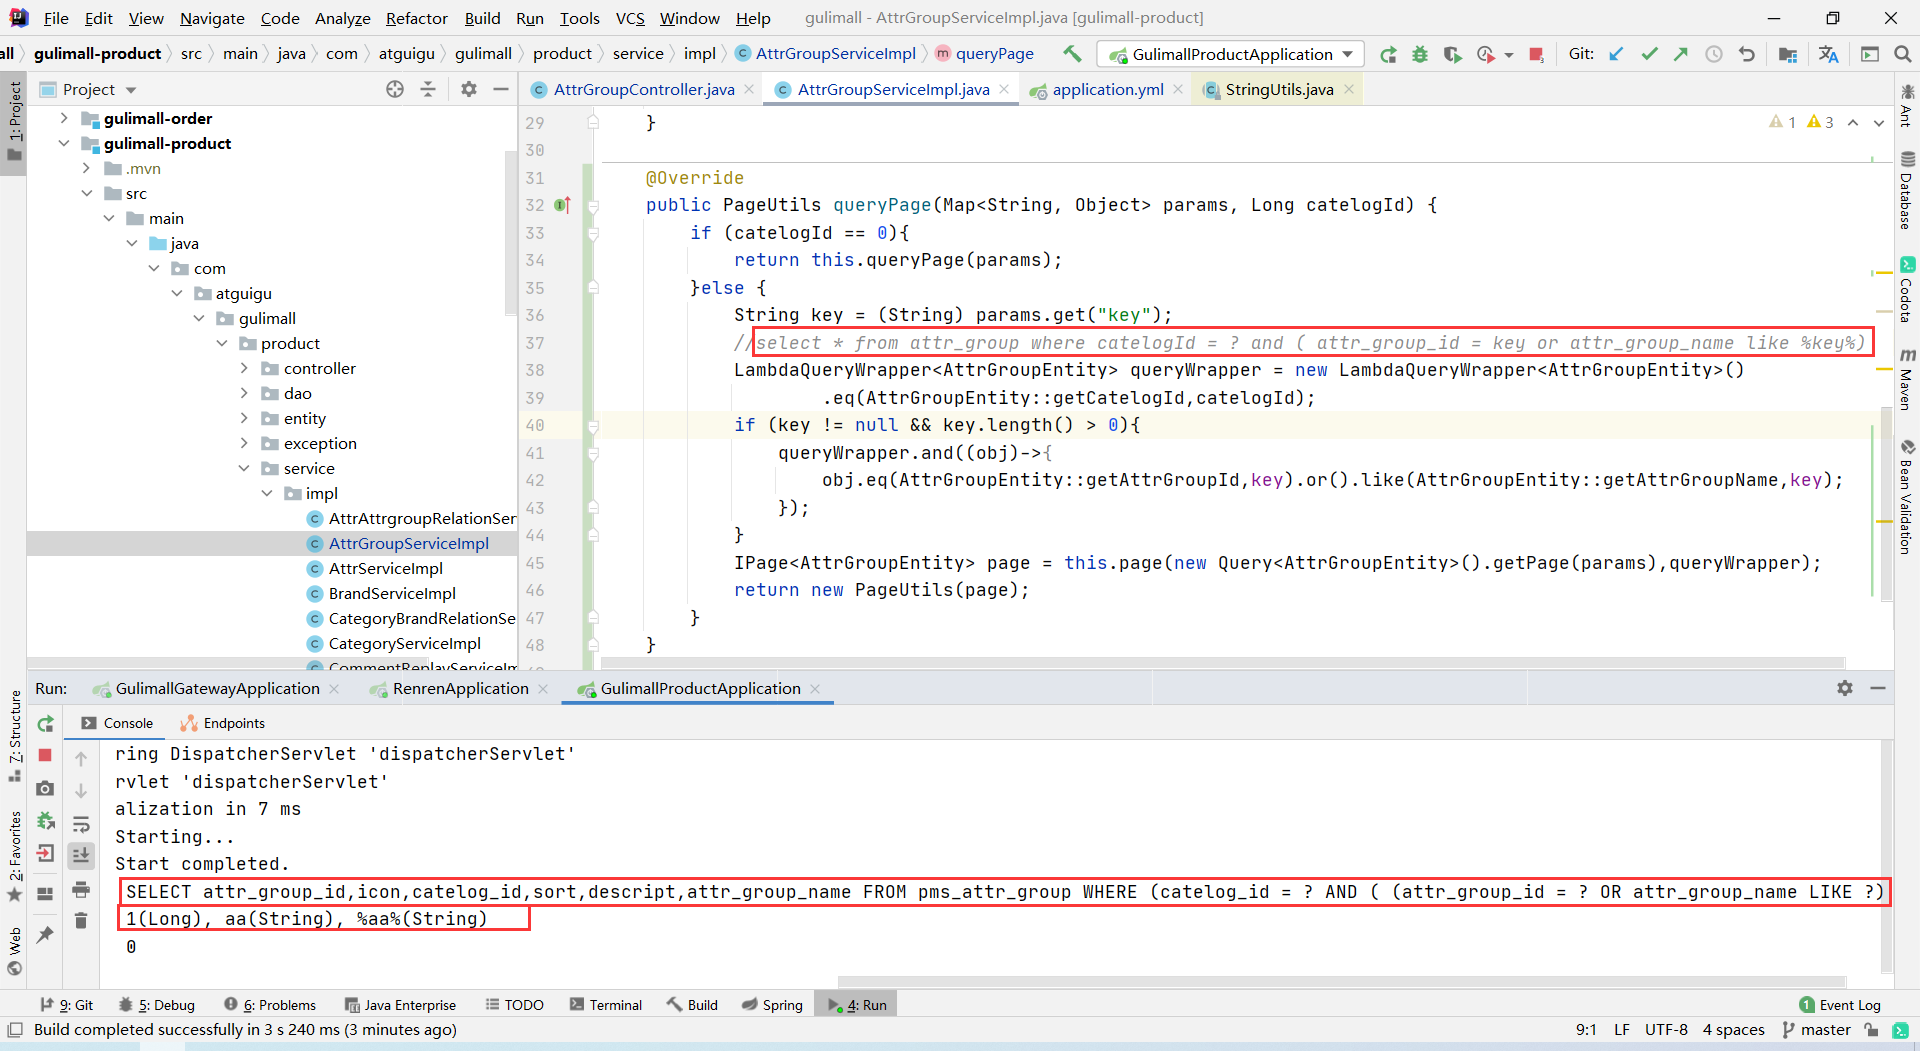 File Edit View Navigate Code Analyze Refactor Build Run Tools VCS Window Help gulimall - AttrGroupServiceImpl.java [gulimall-product]
all gulimall-product src main java com atguigu gulimall product service impl AttrGroupServiceImpl queryPage GulimallProductApplication Git:
Project
AttrGroupController.java AttrGroupServiceImpl.java application.yml StringUtils.java
1: Project
gulimall-order
gulimall-product
.mvn
src
main
java
com
atguigu
gulimall
product
controller
dao
entity
exception
service
impl
AttrAttrgroupRelationSer
AttrGroupServiceImpl
AttrServiceImpl
BrandServiceImpl
CategoryBrandRelationSe
CategoryServiceImpl
CommentReplayServiceIm
1 3
29 }
30
31 @Override
32 public PageUtils queryPage(Map<String, Object> params, Long catelogId) {
33 if (catelogId == 0){
34 return this.queryPage(params);
35 }else {
36 String key = (String) params.get("key");
37 //select * from attr_group where catelogId = ? and ( attr_group_id = key or attr_group_name like %key%)
38 LambdaQueryWrapper<AttrGroupEntity> queryWrapper = new LambdaQueryWrapper<AttrGroupEntity>()
39 .eq(AttrGroupEntity::getCatelogId,catelogId);
40 if (key != null && key.length() > 0){
41 queryWrapper.and((obj)->{
42 obj.eq(AttrGroupEntity::getAttrGroupId,key).or().like(AttrGroupEntity::getAttrGroupName,key);
43 });
44 }
45 IPage<AttrGroupEntity> page = this.page(new Query<AttrGroupEntity>().getPage(params),queryWrapper);
46 return new PageUtils(page);
47 }
48 }
Ant
Database
Codota
Maven
Bean Validation
Run: GulimallGatewayApplication RenrenApplication GulimallProductApplication
Console Endpoints
7: Structure
2: Favorites
Web
ring DispatcherServlet 'dispatcherServlet'
rvlet 'dispatcherServlet'
alization in 7 ms
Starting...
Start completed.
SELECT attr_group_id,icon,catelog_id,sort,descript,attr_group_name FROM pms_attr_group WHERE (catelog_id = ? AND ( (attr_group_id = ? OR attr_group_name LIKE ?)
1(Long), aa(String), %aa%(String)
0
9: Git 5: Debug 6: Problems Java Enterprise TODO Terminal Build Spring 4: Run 1 Event Log
Build completed successfully in 3 s 240 ms (3 minutes ago) 9:1 LF UTF-8 4 spaces master